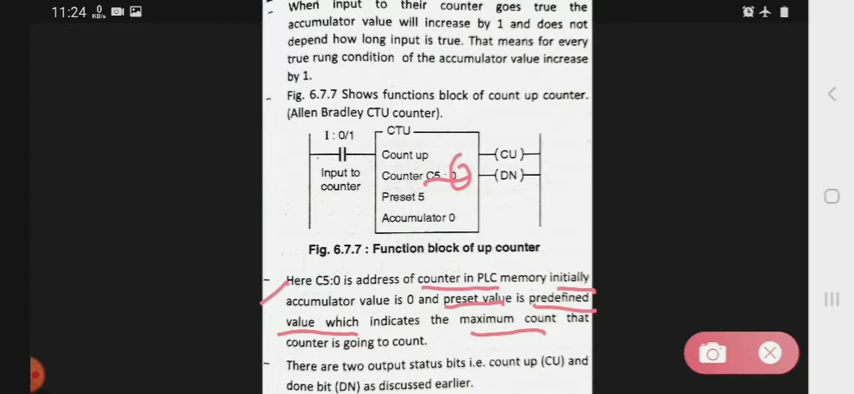 11:24 0 KB/s
When input to their counter goes true the
accumulator value will increase by 1 and does not
depend how long input is true. That means for every
true rung condition of the accumulator value increase
by 1.
- Fig. 6.7.7 Shows functions block of count up counter.
(Allen Bradley CTU counter).
I : 0/1
CTU
Count up
(CU)
Input to
counter
Counter C5 : 0
(DN)
Preset 5
Accumulator 0
Fig. 6.7.7 : Function block of up counter
- Here C5:0 is address of counter in PLC memory initially
accumulator value is 0 and preset value is predefined
value which indicates the maximum count that
counter is going to count.
- There are two output status bits i.e. count up (CU) and
done bit (DN) as discussed earlier.